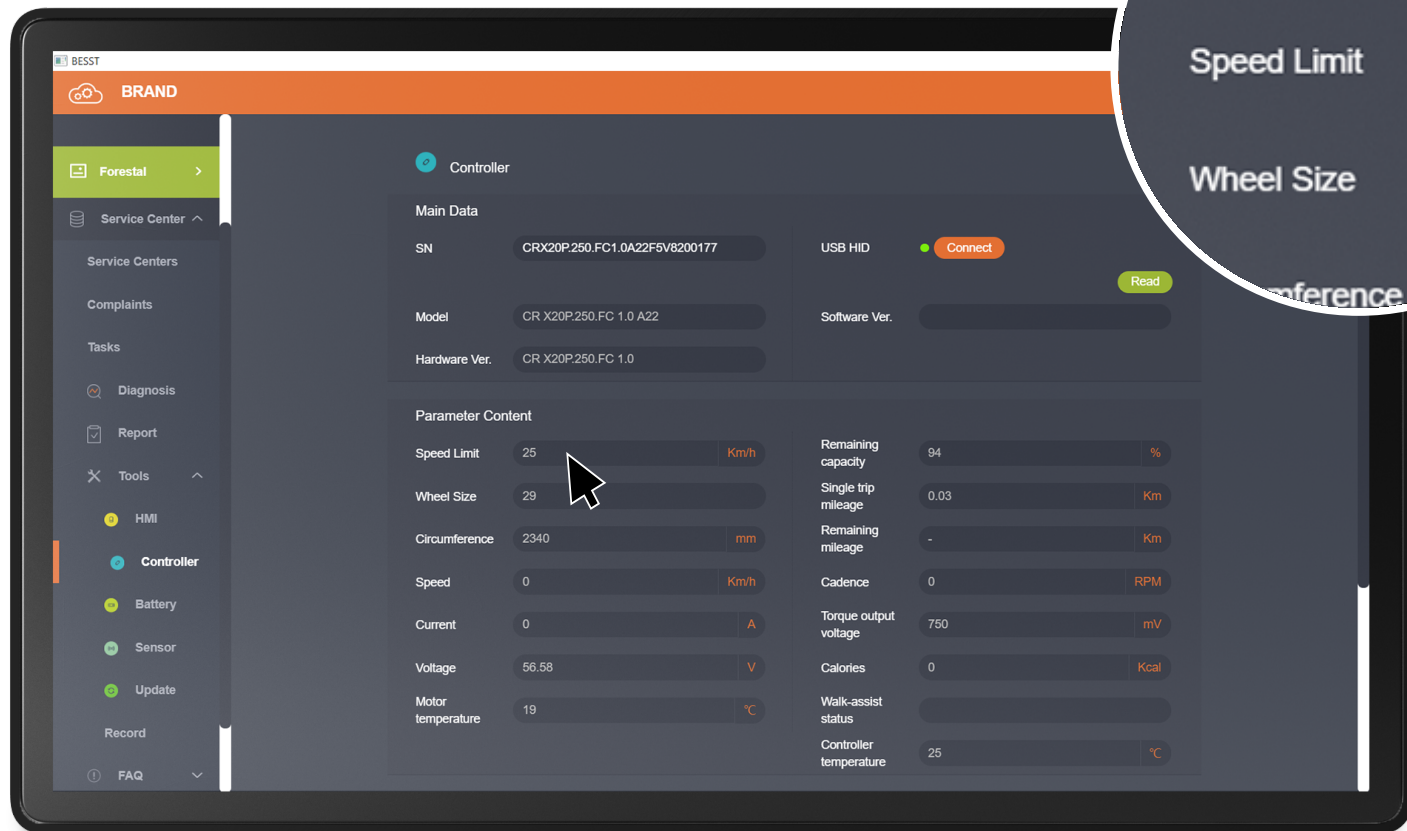 BESST
BRAND
Forestal
Service Center
Service Centers
Complaints
Tasks
Diagnosis
Report
Tools
HMI
Controller
Battery
Sensor
Update
Record
FAQ
Controller
Main Data
SN CRX20P.250.FC1.0A22F5V8200177
USB HID Connect
Read
Model CR X20P.250.FC 1.0 A22
Software Ver.
Hardware Ver. CR X20P.250.FC 1.0
Parameter Content
Speed Limit 25 Km/h
Wheel Size 29
Circumference 2340 mm
Speed 0 Km/h
Current 0 A
Voltage 56.58 V
Motor
temperature 19 °C
Remaining
capacity 94 %
Single trip
mileage 0.03 Km
Remaining
mileage - Km
Cadence 0 RPM
Torque output
voltage 750 mV
Calories 0 Kcal
Walk-assist
status
Controller
temperature 25 °C
Speed Limit
Wheel Size
mference